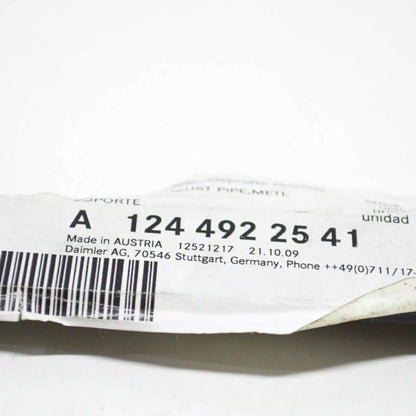 UST PIPE,METL
SOPORTE
unidad
A 124 492 25 41
Made in AUSTRIA 12521217 21.10.09
Daimler AG, 70546 Stuttgart, Germany, Phone ++49(0)711/17-